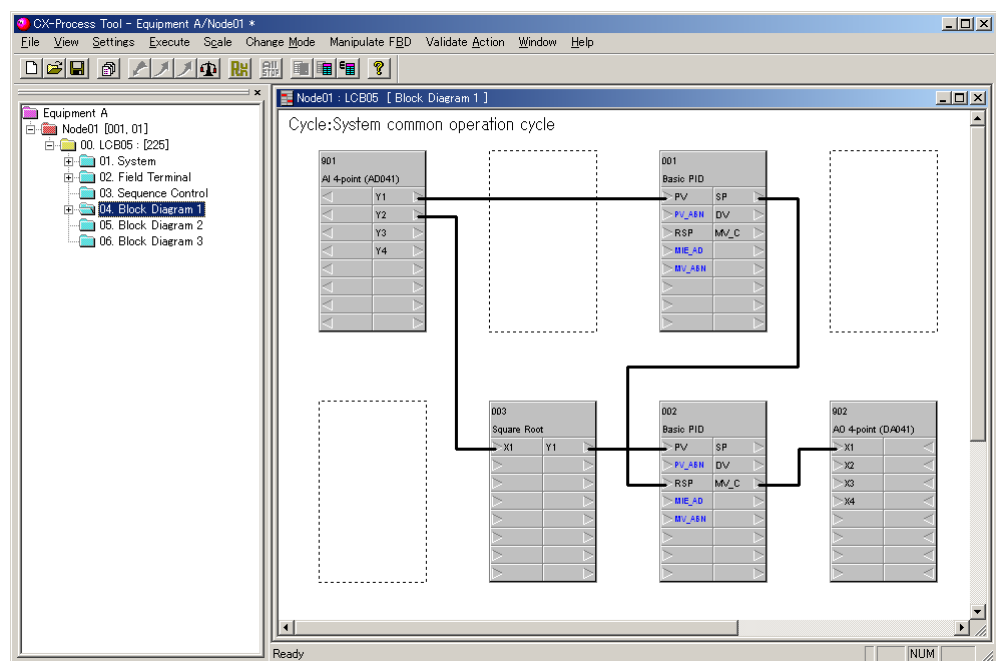 CX-Process Tool - Equipment A/Node01 *
File View Settings Execute Scale Change Mode Manipulate FBD Validate Action Window Help
RUN ALL STOP
Equipment A
Node01 [001, 01]
00. LCB05 : [225]
01. System
02. Field Terminal
03. Sequence Control
04. Block Diagram 1
05. Block Diagram 2
06. Block Diagram 3
Node01 : LCB05 [ Block Diagram 1 ]
Cycle:System common operation cycle
901
AI 4-point (AD041)
Y1
Y2
Y3
Y4
001
Basic PID
PV SP
PV_ABN DV
RSP MV_C
MIE_AD
MV_ABN
003
Square Root
X1 Y1
002
Basic PID
PV SP
PV_ABN DV
RSP MV_C
MIE_AD
MV_ABN
902
AO 4-point (DA041)
X1
X2
X3
X4
Ready
NUM